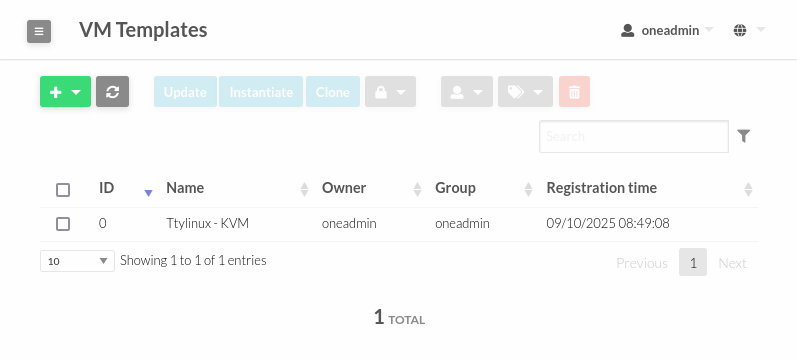 VM Templates
oneadmin
Update Instantiate Clone
Search
ID Name Owner Group Registration time
0 Ttylinux - KVM oneadmin oneadmin 09/10/2025 08:49:08
10 Showing 1 to 1 of 1 entries Previous 1 Next
1 TOTAL